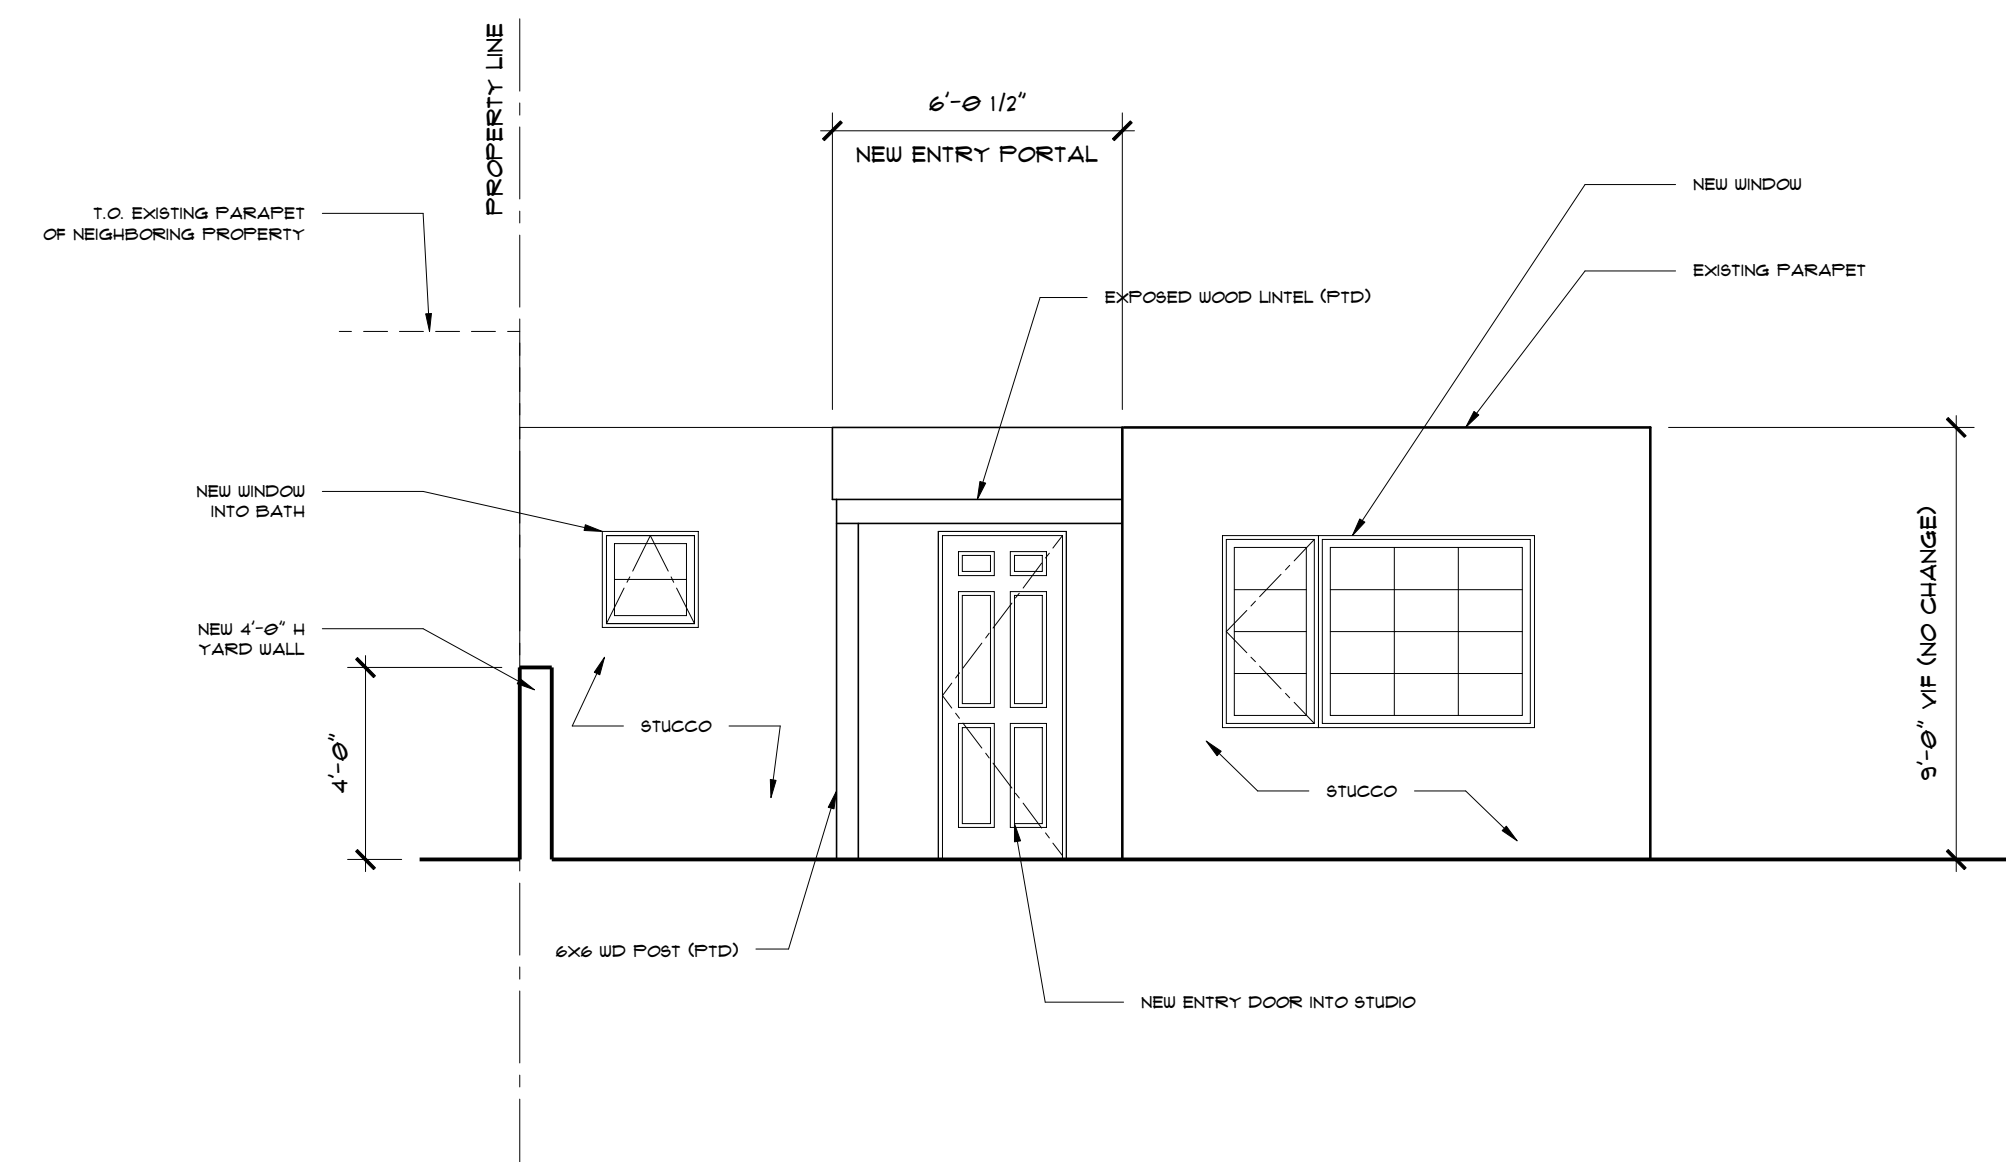 PROPERTY LINE
6'-0 1/2"
NEW ENTRY PORTAL
NEW WINDOW
T.O. EXISTING PARAPET
OF NEIGHBORING PROPERTY
EXISTING PARAPET
EXPOSED WOOD LINTEL (PTD)
NEW WINDOW
INTO BATH
NEW 4'-0" H
YARD WALL
4'-0"
STUCCO
STUCCO
9'-0" VIF (NO CHANGE)
6X6 WD POST (PTD)
NEW ENTRY DOOR INTO STUDIO